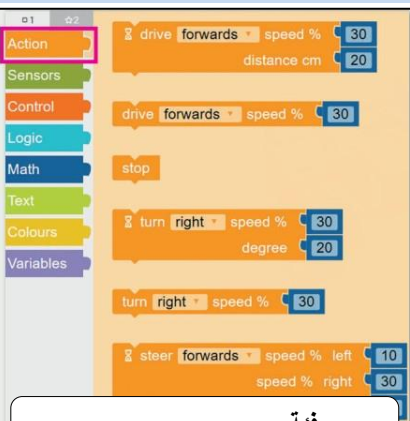 1 2
Action
Sensors
Control
Logic
Math
Text
Colours
Variables
drive forwards speed % 30
distance cm 20
drive forwards speed % 30
stop
turn right speed % 30
degree 20
turn right speed % 30
steer forwards speed % left 10
speed % right 30
فئة